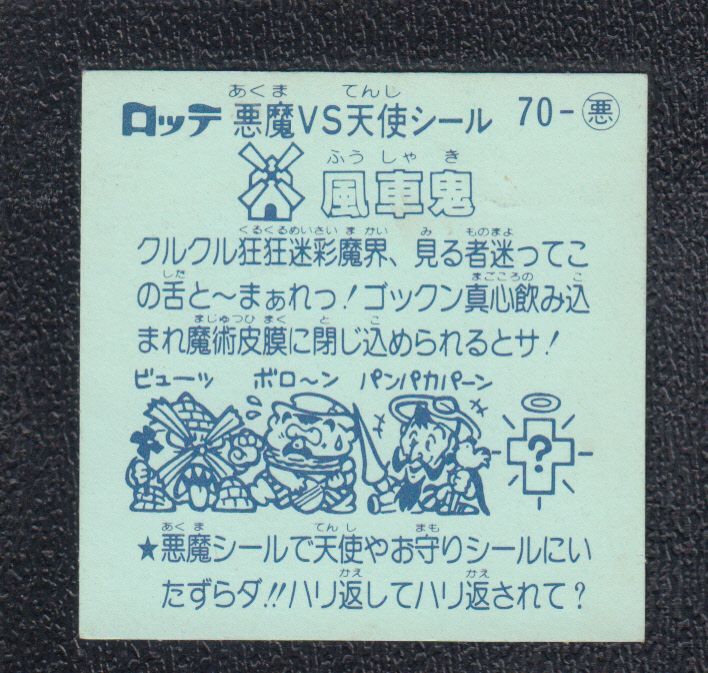 あくま てんじ
ロッテ 悪魔VS天使シール 70-悪
ふうしゃき
風車鬼
くるくるめいさいまかい み ものまよ
クルクル狂狂迷彩魔界、見る者迷ってこ
した まごころの こ
の舌と〜まぁれっ!ゴックン真心飲み込
まじゅつひまく と こ
まれ魔術皮膜に閉じ込められるとサ!
ビューッ ボロ〜ン パンパカパーン
?
あくま てんし まも
★悪魔シールで天使やお守りシールにい
かえ かえ
たずらダ!!ハリ返してハリ返されて?